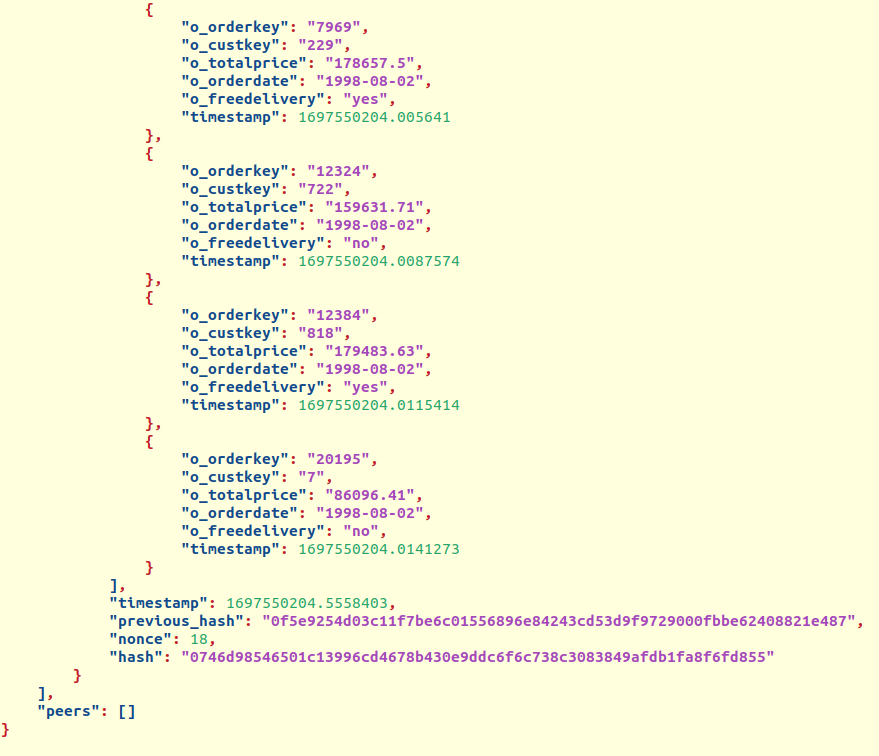 {
"o_orderkey": "7969",
"o_custkey": "229",
"o_totalprice": "178657.5",
"o_orderdate": "1998-08-02",
"o_freedelivery": "yes",
"timestamp": 1697550204.005641
},
{
"o_orderkey": "12324",
"o_custkey": "722",
"o_totalprice": "159631.71",
"o_orderdate": "1998-08-02",
"o_freedelivery": "no",
"timestamp": 1697550204.0087574
},
{
"o_orderkey": "12384",
"o_custkey": "818",
"o_totalprice": "179483.63",
"o_orderdate": "1998-08-02",
"o_freedelivery": "yes",
"timestamp": 1697550204.0115414
},
{
"o_orderkey": "20195",
"o_custkey": "7",
"o_totalprice": "86096.41",
"o_orderdate": "1998-08-02",
"o_freedelivery": "no",
"timestamp": 1697550204.0141273
}
],
"timestamp": 1697550204.5558403,
"previous_hash": "0f5e9254d03c11f7be6c01556896e84243cd53d9f9729000fbbe62408821e487",
"nonce": 18,
"hash": "0746d98546501c13996cd4678b430e9ddc6f6c738c3083849afdb1fa8f6fd855"
}
],
"peers": []
}